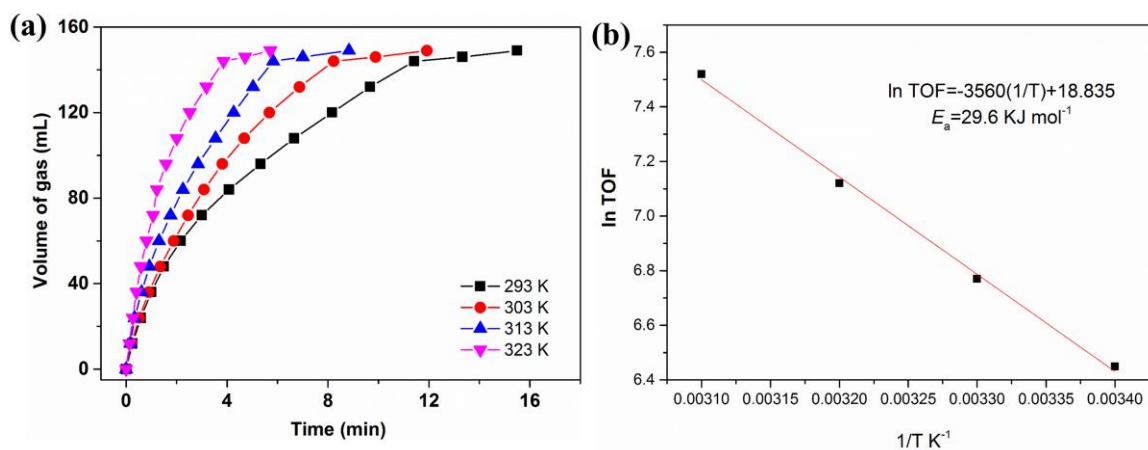 (a)
160
120
80
40
0
Volume of gas (mL)
293 K
303 K
313 K
323 K
0 4 8 12 16
Time (min)
(b)
7.6
7.4
7.2
7.0
6.8
6.6
6.4
ln TOF
ln TOF=-3560(1/T)+18.835
Ea=29.6 KJ mol-1
0.00310 0.00315 0.00320 0.00325 0.00330 0.00335 0.00340
1/T K-1